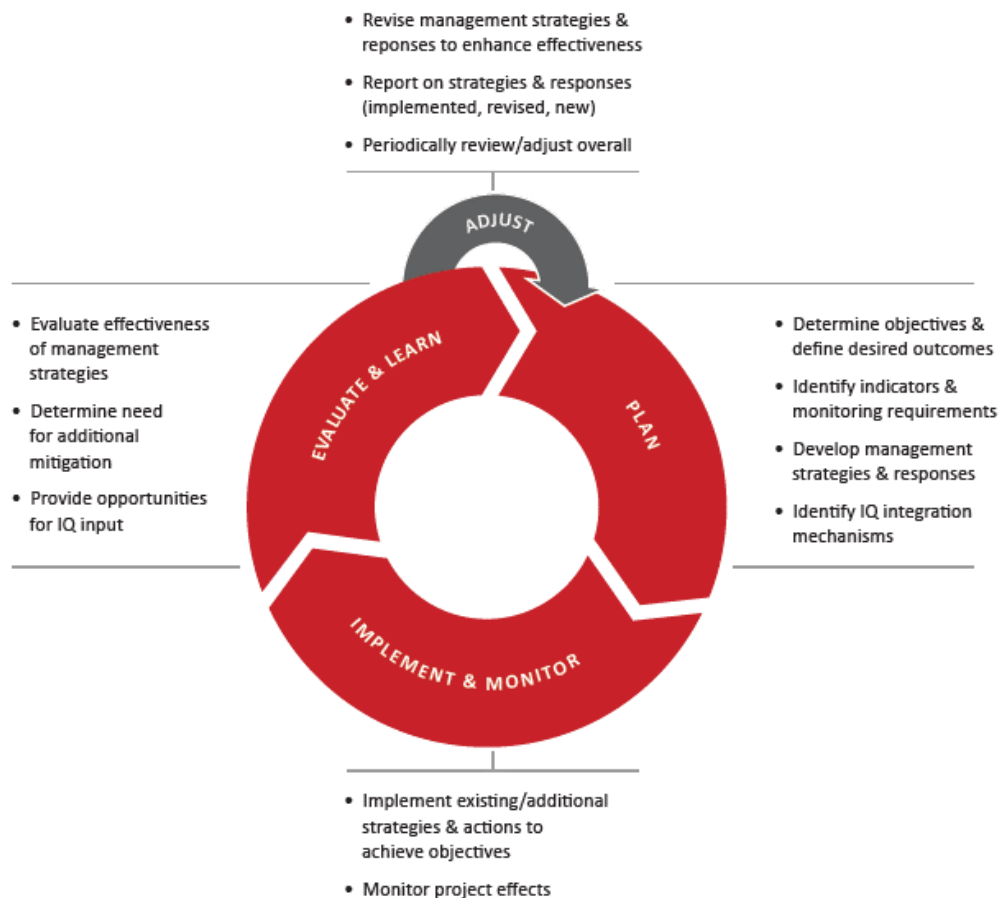 • Revise management strategies &
reponses to enhance effectiveness
• Report on strategies & responses
(implemented, revised, new)
• Periodically review/adjust overall
ADJUST
EVALUATE & LEARN
PLAN
IMPLEMENT & MONITOR
• Evaluate effectiveness
of management
strategies
• Determine need
for additional
mitigation
• Provide opportunities
for IQ input
• Determine objectives &
define desired outcomes
• Identify indicators &
monitoring requirements
• Develop management
strategies & responses
• Identify IQ integration
mechanisms
• Implement existing/additional
strategies & actions to
achieve objectives
• Monitor project effects